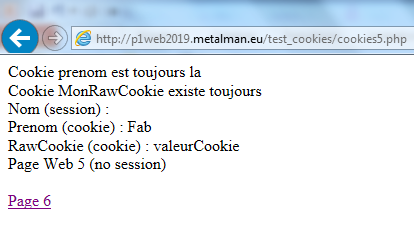 http://p1web2019.metalman.eu/test_cookies/cookies5.php
Cookie prenom est toujours la
Cookie MonRawCookie existe toujours
Nom (session) :
Prenom (cookie) : Fab
RawCookie (cookie) : valeurCookie
Page Web 5 (no session)
Page 6